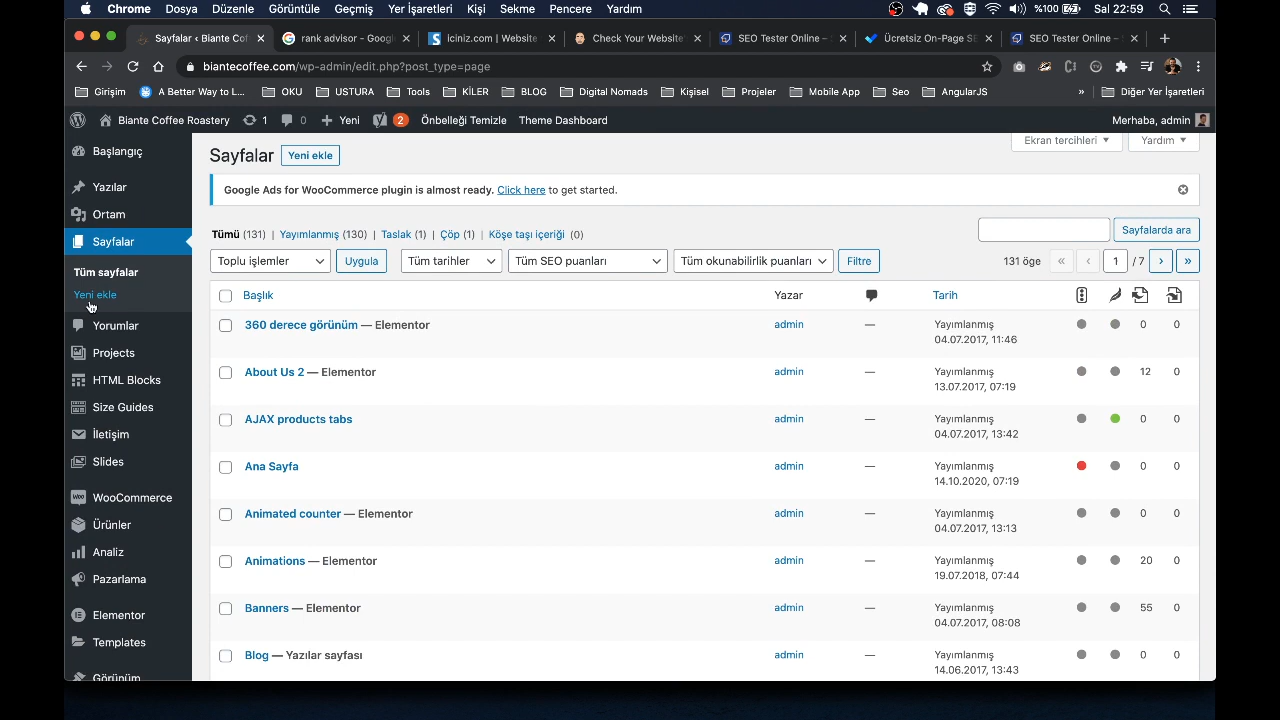 Chrome Dosya Düzenle Görüntüle Geçmiş Yer İşaretleri Kişi Sekme Pencere Yardım %100 Sal 22:59
Sayfalar ‹ Biante Cof rank advisor - Google iciniz.com | Website Check Your Website SEO Tester Online – Ücretsiz On-Page SE SEO Tester Online –
biantecoffee.com/wp-admin/edit.php?post_type=page
Girişim A Better Way to L... OKU USTURA Tools KİLER BLOG Digital Nomads Kişisel Projeler Mobile App Seo AngularJS » Diğer Yer İşaretleri
Biante Coffee Roastery 1 0 Yeni 2 Önbelleği Temizle Theme Dashboard Merhaba, admin
Ekran tercihleri Yardım
Başlangıç
Yazılar
Ortam
Sayfalar
Tüm sayfalar
Yeni ekle
Yorumlar
Projects
HTML Blocks
Size Guides
İletişim
Slides
WooCommerce
Ürünler
Analiz
Pazarlama
Elementor
Templates
Görünüm
Sayfalar Yeni ekle
Google Ads for WooCommerce plugin is almost ready. Click here to get started.
Tümü (131) | Yayımlanmış (130) | Taslak (1) | Çöp (1) | Köşe taşı içeriği (0)
Sayfalarda ara
Toplu işlemler Uygula Tüm tarihler Tüm SEO puanları Tüm okunabilirlik puanları Filtre 131 öge « ‹ 1 / 7 › »
Başlık Yazar Tarih
360 derece görünüm — Elementor admin — Yayımlanmış 0 0
04.07.2017, 11:46
About Us 2 — Elementor admin — Yayımlanmış 12 0
13.07.2017, 07:19
AJAX products tabs admin — Yayımlanmış 0 0
04.07.2017, 13:42
Ana Sayfa admin — Yayımlanmış 0 0
14.10.2020, 07:19
Animated counter — Elementor admin — Yayımlanmış 0 0
04.07.2017, 13:13
Animations — Elementor admin — Yayımlanmış 20 0
19.07.2018, 07:44
Banners — Elementor admin — Yayımlanmış 55 0
04.07.2017, 08:08
Blog — Yazılar sayfası admin — Yayımlanmış 0 0
14.06.2017, 13:43